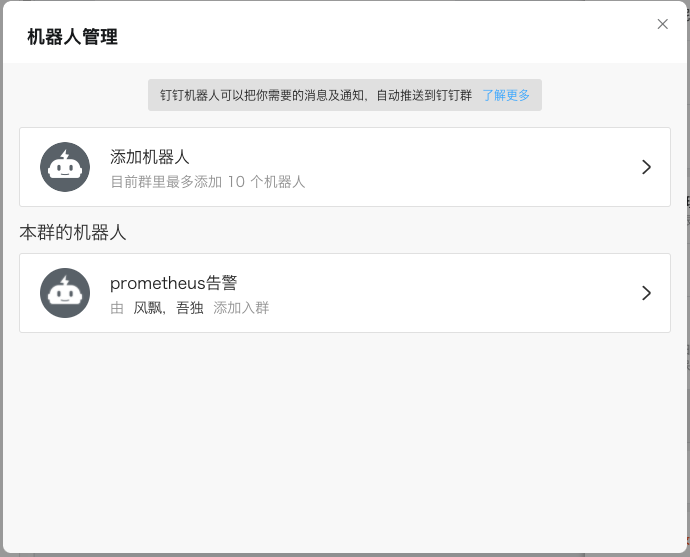 机器人管理
钉钉机器人可以把你需要的消息及通知，自动推送到钉钉群 了解更多
添加机器人
目前群里最多添加 10 个机器人
本群的机器人
prometheus告警
由 风飘，吾独 添加入群